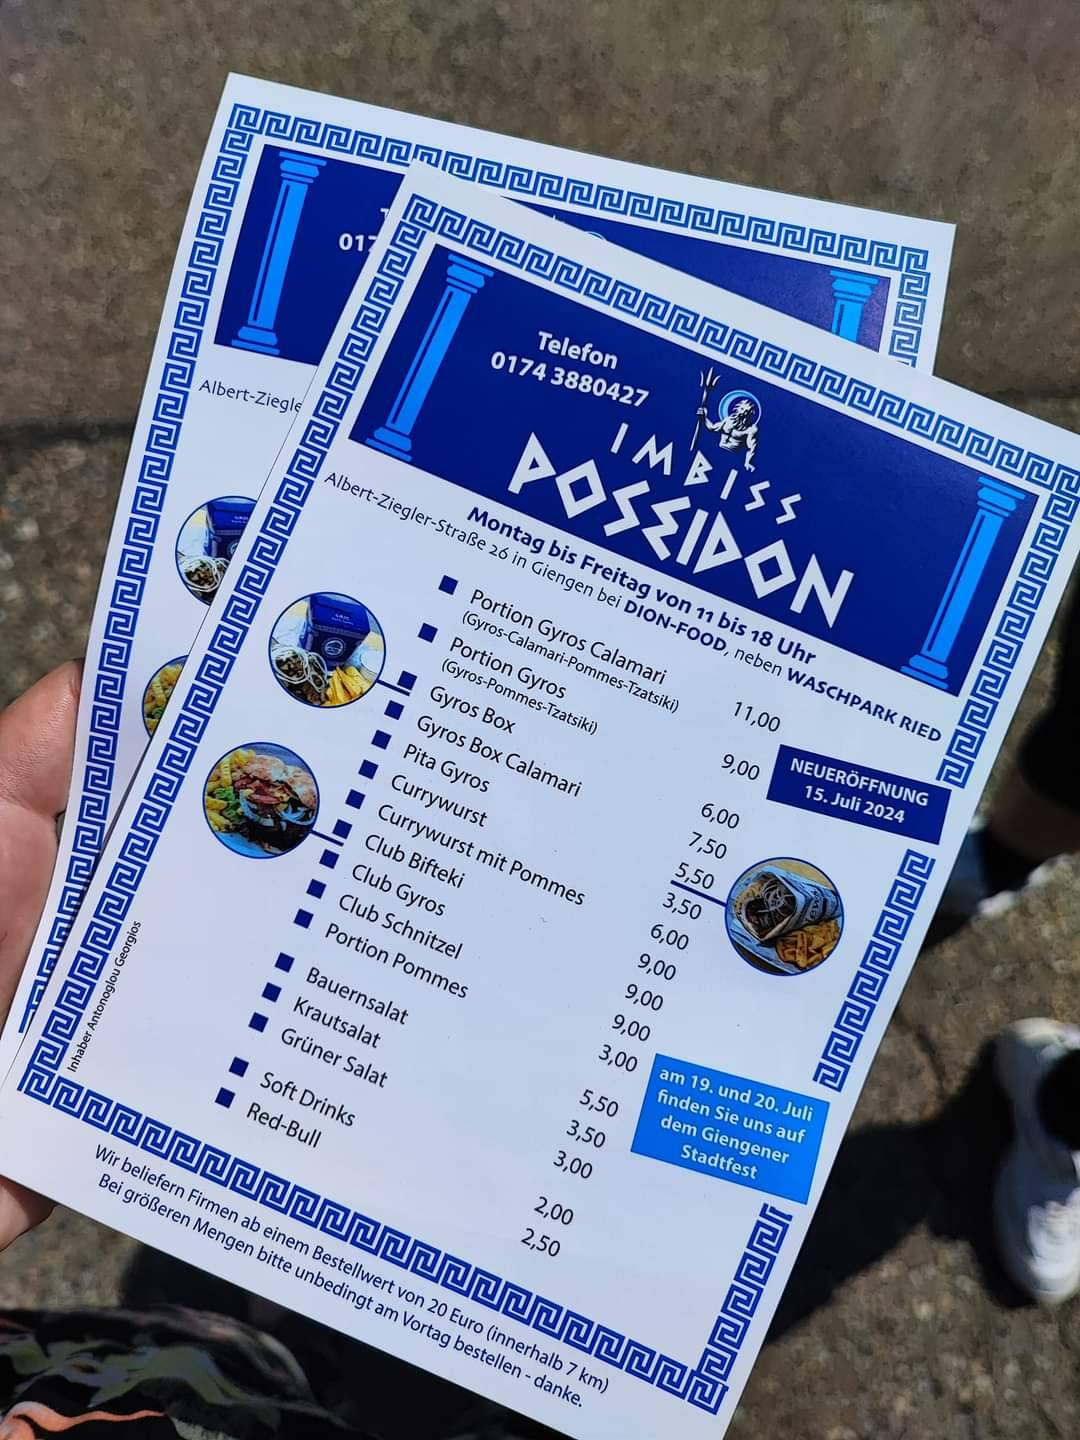 Telefon
0174 3880427
IMBISS
POSEIDON
Montag bis Freitag von 11 bis 18 Uhr
Albert-Ziegler-Straße 26 in Giengen bei DION-FOOD, neben WASCHPARK RIED
Portion Gyros Calamari 11,00
(Gyros-Calamari-Pommes-Tzatsiki)
Portion Gyros 9,00
(Gyros-Pommes-Tzatsiki)
Gyros Box 6,00
Gyros Box Calamari 7,50
Pita Gyros 5,50
Currywurst 3,50
Currywurst mit Pommes 6,00
Club Bifteki 9,00
Club Gyros 9,00
Club Schnitzel 9,00
Portion Pommes 3,00
Bauernsalat 5,50
Krautsalat 3,50
Grüner Salat 3,00
Soft Drinks 2,00
Red-Bull 2,50
NEUERÖFFNUNG
15. Juli 2024
am 19. und 20. Juli
finden Sie uns auf
dem Giengener
Stadtfest
Inhaber Antonoglou Georgios
Wir beliefern Firmen ab einem Bestellwert von 20 Euro (innerhalb 7 km)
Bei größeren Mengen bitte unbedingt am Vortag bestellen - danke.
017
Albert-Ziegle